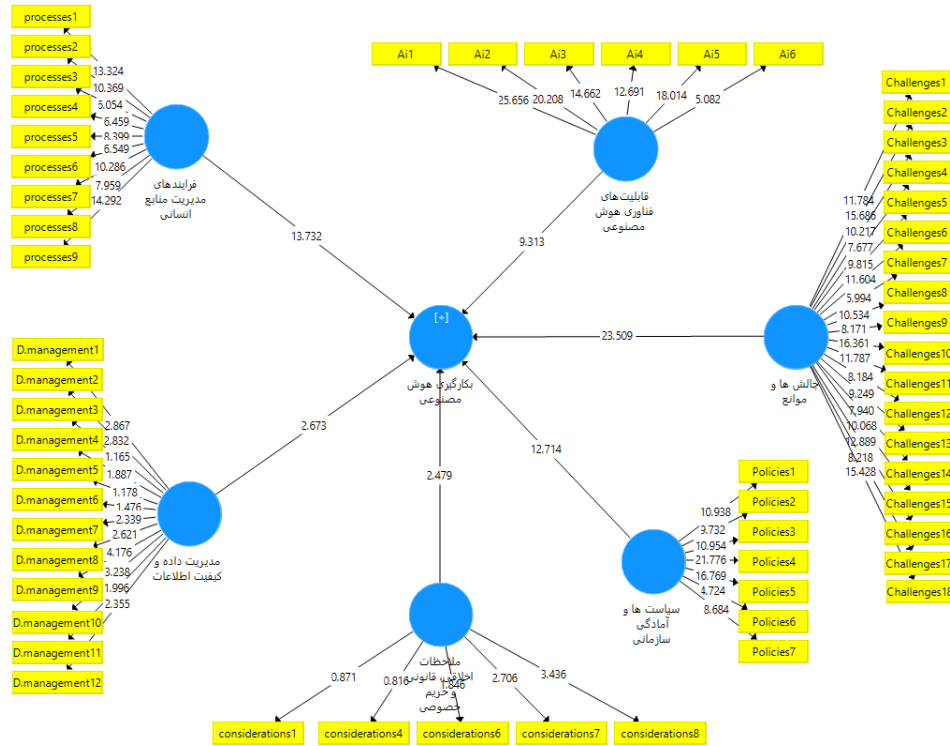 processes1
processes2
processes3
processes4
processes5
processes6
processes7
processes8
processes9
13.324
10.369
6.054
6.459
8.399
6.549
10.286
7.959
14.292
فرایندهای
مدیریت منابع
انسانی
13.732
Ai1
Ai2
Ai3
Ai4
Ai5
Ai6
25.656
20.208
14.662
12.691
18.014
5.082
قابلیت‌های
فناوری هوش
مصنوعی
9.313
Challenges1
Challenges2
Challenges3
Challenges4
Challenges5
Challenges6
Challenges7
Challenges8
Challenges9
Challenges10
Challenges11
Challenges12
Challenges13
Challenges14
Challenges15
Challenges16
Challenges17
Challenges18
11.784
15.686
10.217
7.677
9.815
11.604
5.994
10.534
8.171
16.361
11.787
8.184
9.249
7.940
10.068
12.889
8.218
15.428
چالش ها و
موانع
23.509
[+]
بکارگیری هوش
مصنوعی
D.management1
D.management2
D.management3
D.management4
D.management5
D.management6
D.management7
D.management8
D.management9
D.management10
D.management11
D.management12
2.867
2.832
1.165
1.887
1.178
1.476
2.339
2.621
4.176
3.238
1.996
2.355
مدیریت داده و
کیفیت اطلاعات
2.673
2.479
12.714
Policies1
Policies2
Policies3
Policies4
Policies5
Policies6
Policies7
10.938
9.732
10.954
21.776
16.769
4.724
8.684
سیاست ها و
آمادگی
سازمانی
ملاحظات
اخلاقی، قانونی
و حریم
خصوصی
0.871
0.816
1.846
2.706
3.436
considerations1
considerations4
considerations6
considerations7
considerations8